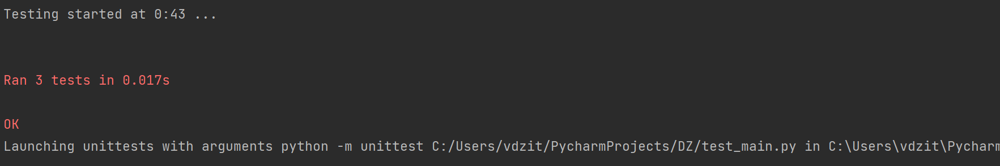 Testing started at 0:43 ...
Ran 3 tests in 0.017s
OK
Launching unittests with arguments python -m unittest C:/Users/vdzit/PycharmProjects/DZ/test_main.py in C:\Users\vdzit\Pycharm